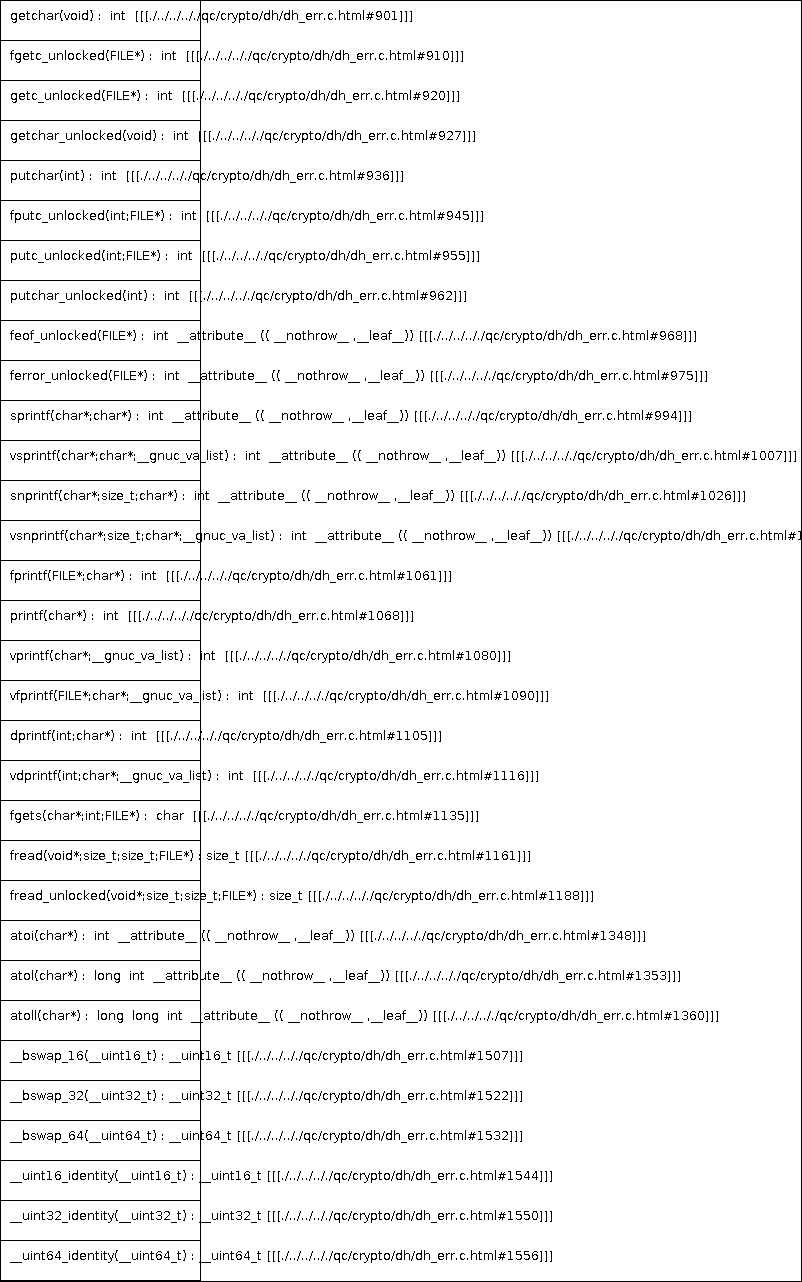 getchar(void) : int [[[./../../././qc/crypto/dh/dh_err.c.html#901]]]
fgetc_unlocked(FILE*) : int [[[./../../././qc/crypto/dh/dh_err.c.html#910]]]
getc_unlocked(FILE*) : int [[[./../../././qc/crypto/dh/dh_err.c.html#920]]]
getchar_unlocked(void) : int [[[./../../././qc/crypto/dh/dh_err.c.html#927]]]
putchar(int) : int [[[./../../././qc/crypto/dh/dh_err.c.html#936]]]
fputc_unlocked(int;FILE*) : int [[[./../../././qc/crypto/dh/dh_err.c.html#945]]]
putc_unlocked(int;FILE*) : int [[[./../../././qc/crypto/dh/dh_err.c.html#955]]]
putchar_unlocked(int) : int [[[./../../././qc/crypto/dh/dh_err.c.html#962]]]
feof_unlocked(FILE*) : int __attribute__ (( __nothrow__ ,__leaf__)) [[[./../../././qc/crypto/dh/dh_err.c.html#968]]]
ferror_unlocked(FILE*) : int __attribute__ (( __nothrow__ ,__leaf__)) [[[./../../././qc/crypto/dh/dh_err.c.html#975]]]
sprintf(char*;char*) : int __attribute__ (( __nothrow__ ,__leaf__)) [[[./../../././qc/crypto/dh/dh_err.c.html#994]]]
vsprintf(char*;char*;__gnuc_va_list) : int __attribute__ (( __nothrow__ ,__leaf__)) [[[./../../././qc/crypto/dh/dh_err.c.html#1007]]]
snprintf(char*;size_t;char*) : int __attribute__ (( __nothrow__ ,__leaf__)) [[[./../../././qc/crypto/dh/dh_err.c.html#1026]]]
vsnprintf(char*;size_t;char*;__gnuc_va_list) : int __attribute__ (( __nothrow__ ,__leaf__)) [[[./../../././qc/crypto/dh/dh_err.c.html#1
fprintf(FILE*;char*) : int [[[./../../././qc/crypto/dh/dh_err.c.html#1061]]]
printf(char*) : int [[[./../../././qc/crypto/dh/dh_err.c.html#1068]]]
vprintf(char*;__gnuc_va_list) : int [[[./../../././qc/crypto/dh/dh_err.c.html#1080]]]
vfprintf(FILE*;char*;__gnuc_va_list) : int [[[./../../././qc/crypto/dh/dh_err.c.html#1090]]]
dprintf(int;char*) : int [[[./../../././qc/crypto/dh/dh_err.c.html#1105]]]
vdprintf(int;char*;__gnuc_va_list) : int [[[./../../././qc/crypto/dh/dh_err.c.html#1116]]]
fgets(char*;int;FILE*) : char [[[./../../././qc/crypto/dh/dh_err.c.html#1135]]]
fread(void*;size_t;size_t;FILE*) : size_t [[[./../../././qc/crypto/dh/dh_err.c.html#1161]]]
fread_unlocked(void*;size_t;size_t;FILE*) : size_t [[[./../../././qc/crypto/dh/dh_err.c.html#1188]]]
atoi(char*) : int __attribute__ (( __nothrow__ ,__leaf__)) [[[./../../././qc/crypto/dh/dh_err.c.html#1348]]]
atol(char*) : long int __attribute__ (( __nothrow__ ,__leaf__)) [[[./../../././qc/crypto/dh/dh_err.c.html#1353]]]
atoll(char*) : long long int __attribute__ (( __nothrow__ ,__leaf__)) [[[./../../././qc/crypto/dh/dh_err.c.html#1360]]]
__bswap_16(__uint16_t) : __uint16_t [[[./../../././qc/crypto/dh/dh_err.c.html#1507]]]
__bswap_32(__uint32_t) : __uint32_t [[[./../../././qc/crypto/dh/dh_err.c.html#1522]]]
__bswap_64(__uint64_t) : __uint64_t [[[./../../././qc/crypto/dh/dh_err.c.html#1532]]]
__uint16_identity(__uint16_t) : __uint16_t [[[./../../././qc/crypto/dh/dh_err.c.html#1544]]]
__uint32_identity(__uint32_t) : __uint32_t [[[./../../././qc/crypto/dh/dh_err.c.html#1550]]]
__uint64_identity(__uint64_t) : __uint64_t [[[./../../././qc/crypto/dh/dh_err.c.html#1556]]]